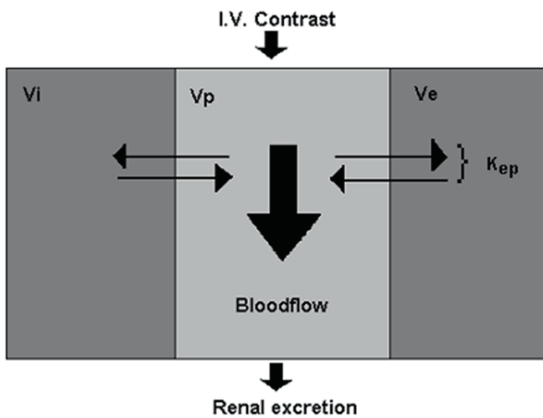 I.V. Contrast
Vi
Vp
Ve
Kep
Bloodflow
Renal excretion